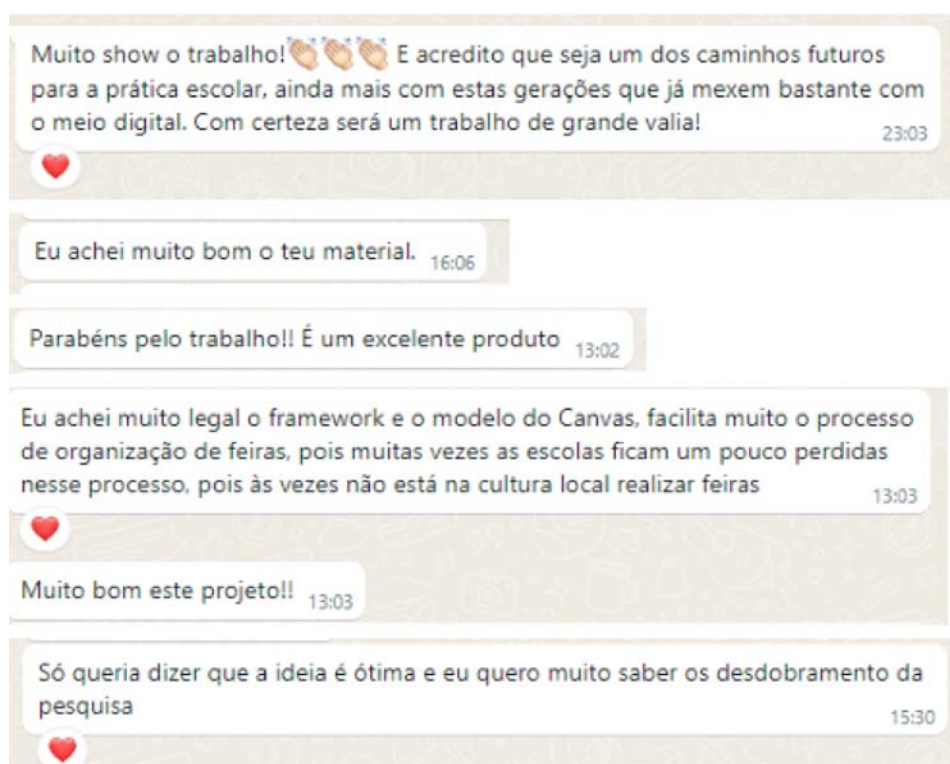 Muito show o trabalho!👏🏻👏🏻👏🏻 E acredito que seja um dos caminhos futuros
para a prática escolar, ainda mais com estas gerações que já mexem bastante com
o meio digital. Com certeza será um trabalho de grande valia!
23:03
Eu achei muito bom o teu material.
16:06
Parabéns pelo trabalho!! É um excelente produto
13:02
Eu achei muito legal o framework e o modelo do Canvas, facilita muito o processo
de organização de feiras, pois muitas vezes as escolas ficam um pouco perdidas
nesse processo, pois às vezes não está na cultura local realizar feiras
13:03
Muito bom este projeto!!
13:03
Só queria dizer que a ideia é ótima e eu quero muito saber os desdobramento da
pesquisa
15:30